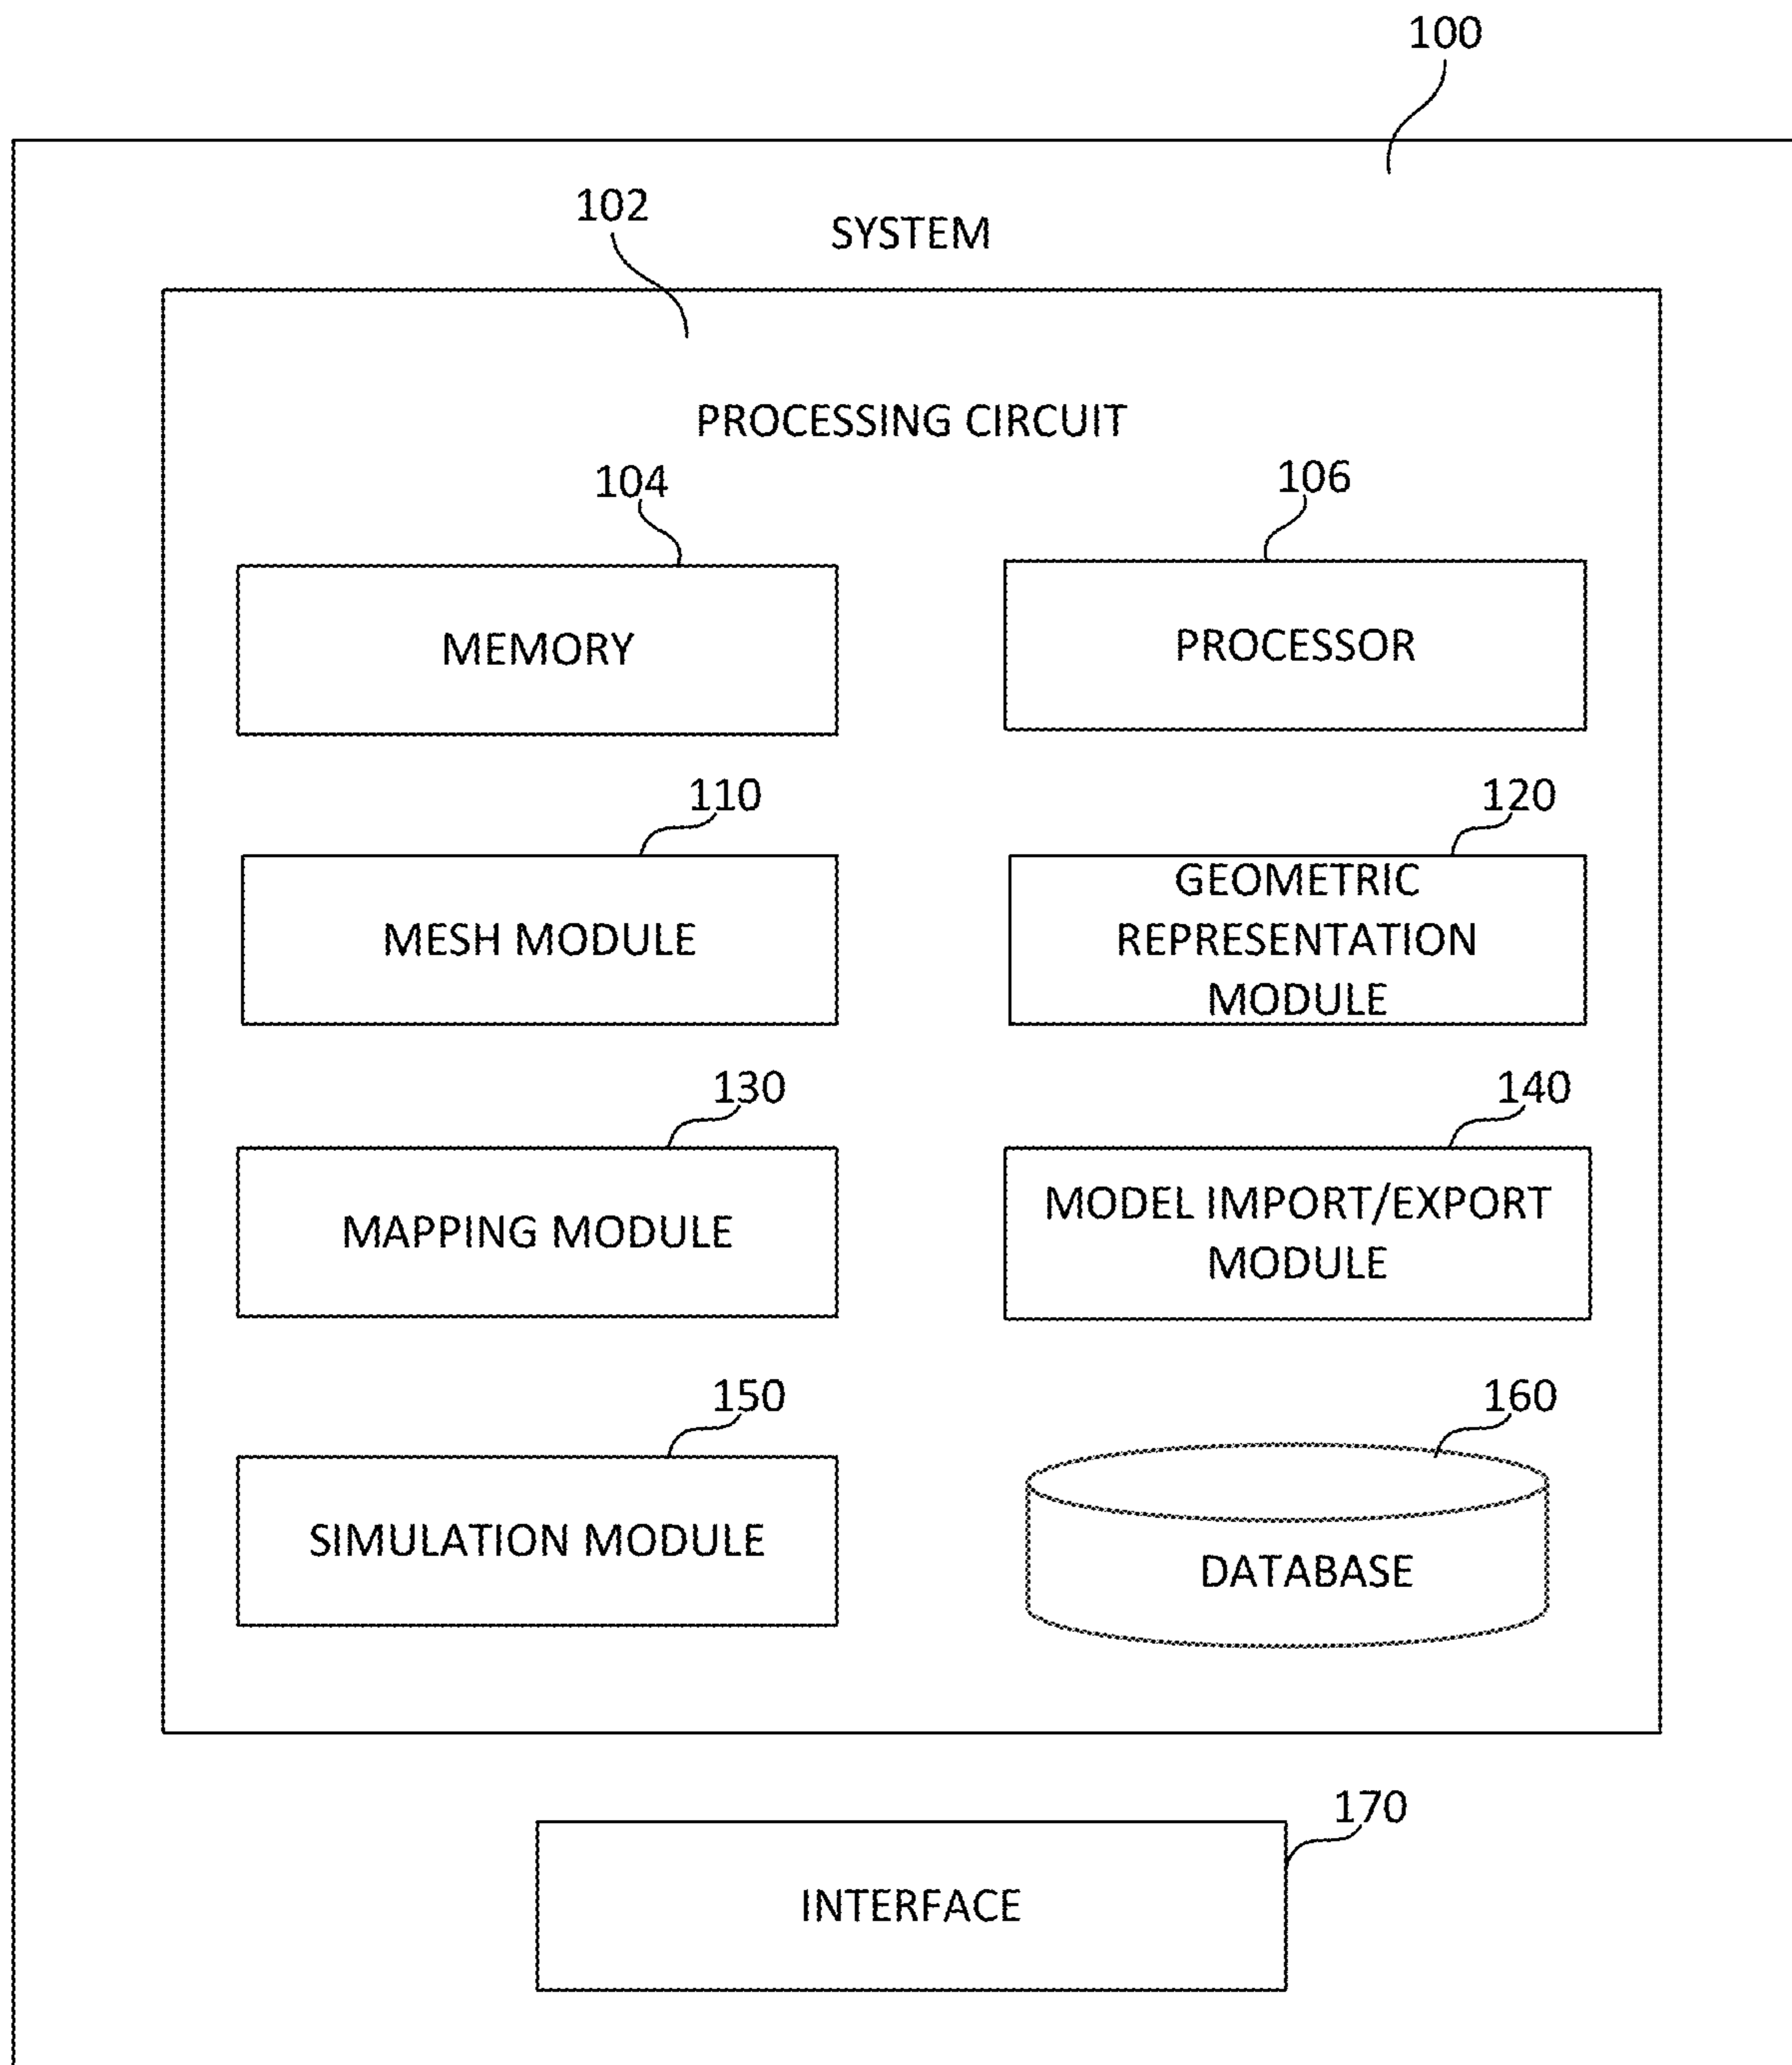 100
102
SYSTEM
PROCESSING CIRCUIT
104
106
MEMORY
PROCESSOR
110
120
MESH MODULE
GEOMETRIC
REPRESENTATION
MODULE
130
140
MAPPING MODULE
MODEL IMPORT/EXPORT
MODULE
150
160
SIMULATION MODULE
DATABASE
170
INTERFACE